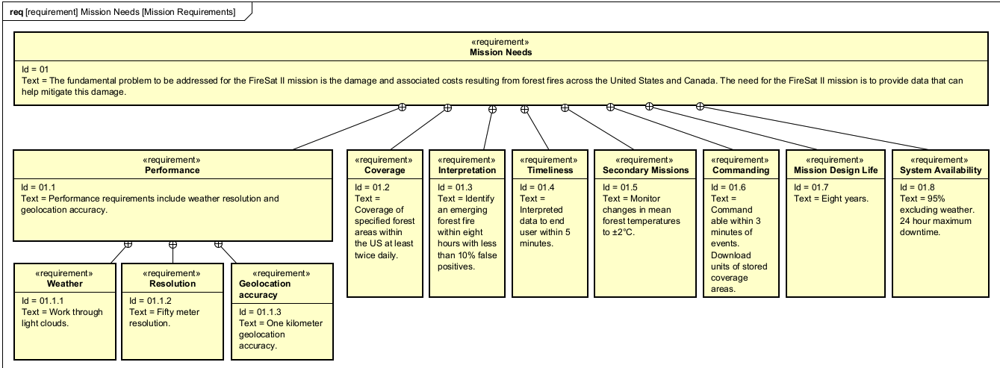 req [requirement] Mission Needs [Mission Requirements]
«requirement»
Mission Needs
Id = 01
Text = The fundamental problem to be addressed for the FireSat II mission is the damage and associated costs resulting from forest fires across the United States and Canada. The need for the FireSat II mission is to provide data that can
help mitigate this damage.
«requirement»
Performance
Id = 01.1
Text = Performance requirements include weather resolution and
geolocation accuracy.
«requirement»
Coverage
Id = 01.2
Text =
Coverage of
specified forest
areas within
the US at least
twice daily.
«requirement»
Interpretation
Id = 01.3
Text = Identify
an emerging
forest fire
within eight
hours with less
than 10% false
positives.
«requirement»
Timeliness
Id = 01.4
Text =
Interpreted
data to end
user within 5
minutes.
«requirement»
Secondary Missions
Id = 01.5
Text = Monitor
changes in mean
forest temperatures
to ±2°C.
«requirement»
Commanding
Id = 01.6
Text =
Command
able within 3
minutes of
events.
Download
units of stored
coverage
areas.
«requirement»
Mission Design Life
Id = 01.7
Text = Eight years.
«requirement»
System Availability
Id = 01.8
Text = 95%
excluding weather.
24 hour maximum
downtime.
«requirement»
Weather
Id = 01.1.1
Text = Work through
light clouds.
«requirement»
Resolution
Id = 01.1.2
Text = Fifty meter
resolution.
«requirement»
Geolocation
accuracy
Id = 01.1.3
Text = One kilometer
geolocation
accuracy.